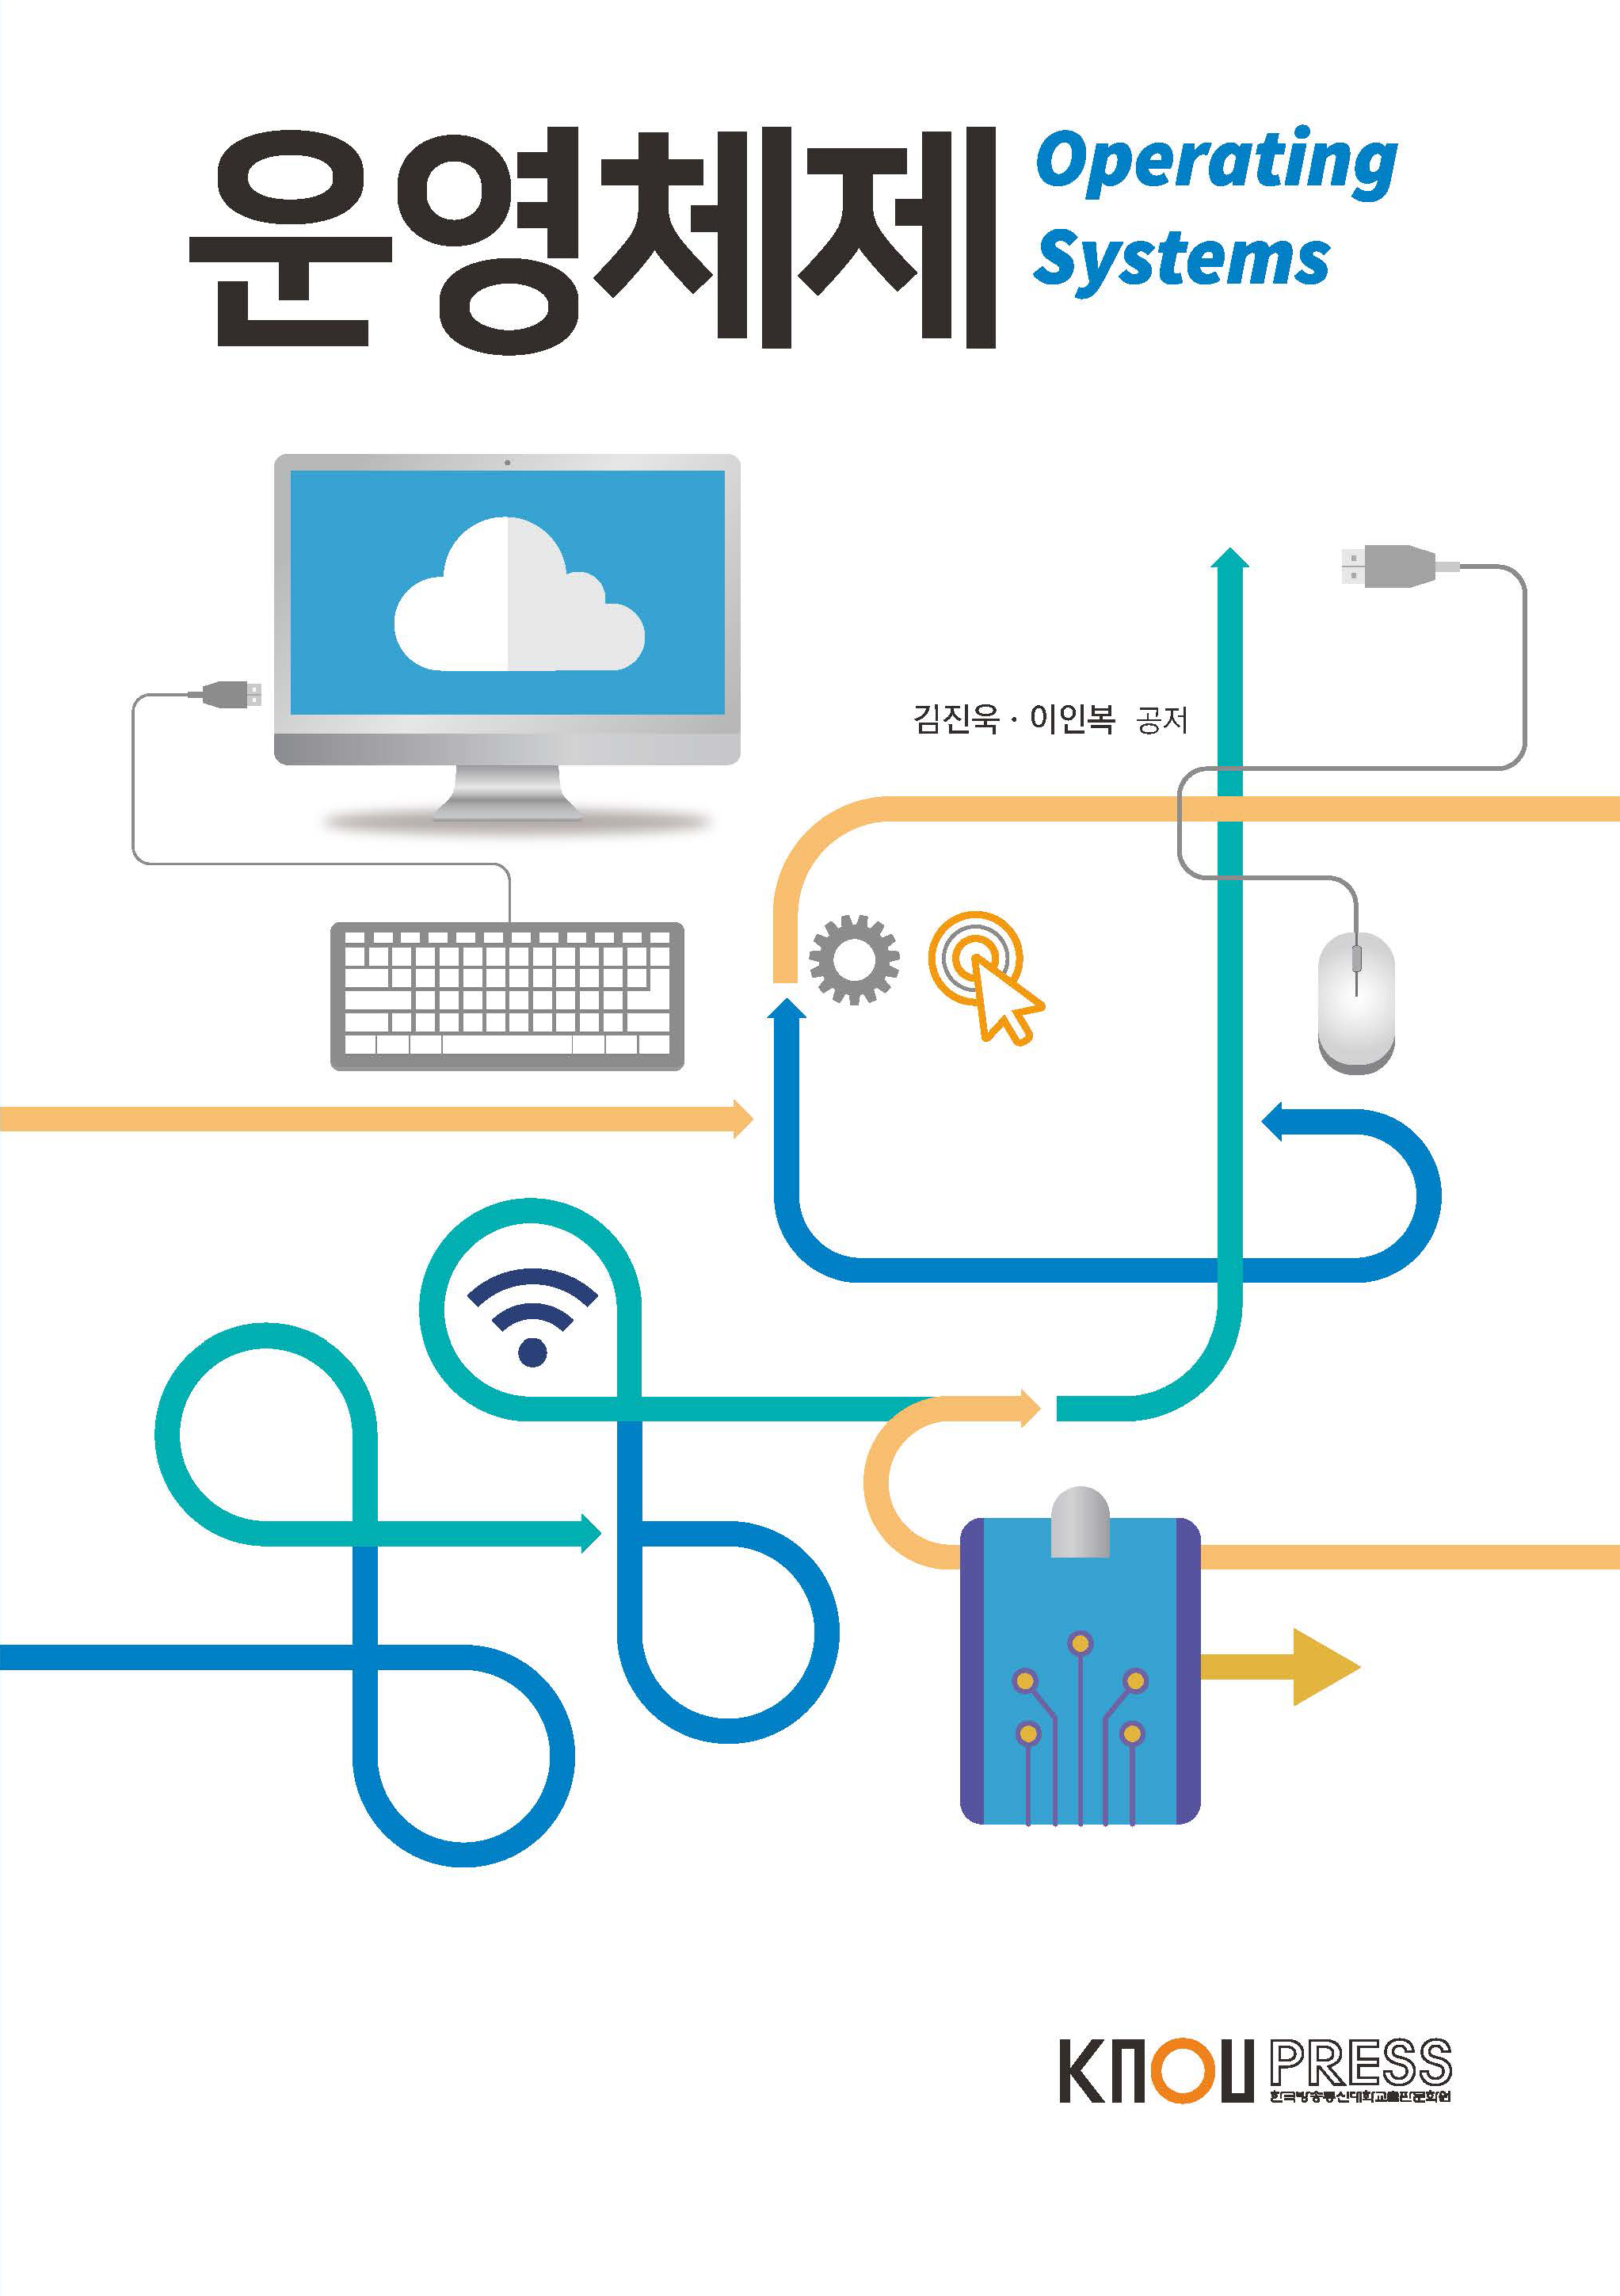 운영체제
Operating
Systems
김진욱 · 이인복 공저
KNOU PRESS
한국방송통신대학교출판문화원